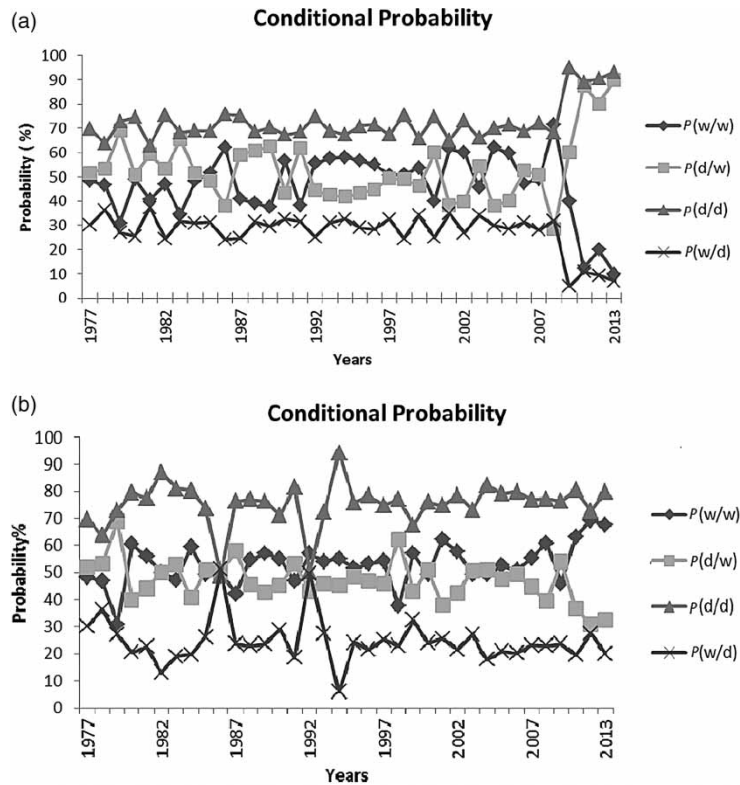 (a)
Conditional Probability
Probability ( %)
100
90
80
70
60
50
40
30
20
10
0
1977
1982
1987
1992
1997
2002
2007
2013
Years
P(w/w)
P(d/w)
P(d/d)
P(w/d)
(b)
Conditional Probability
Probability%
100
90
80
70
60
50
40
30
20
10
0
1977
1982
1987
1992
1997
2002
2007
2013
Years
P(w/w)
P(d/w)
P(d/d)
P(w/d)